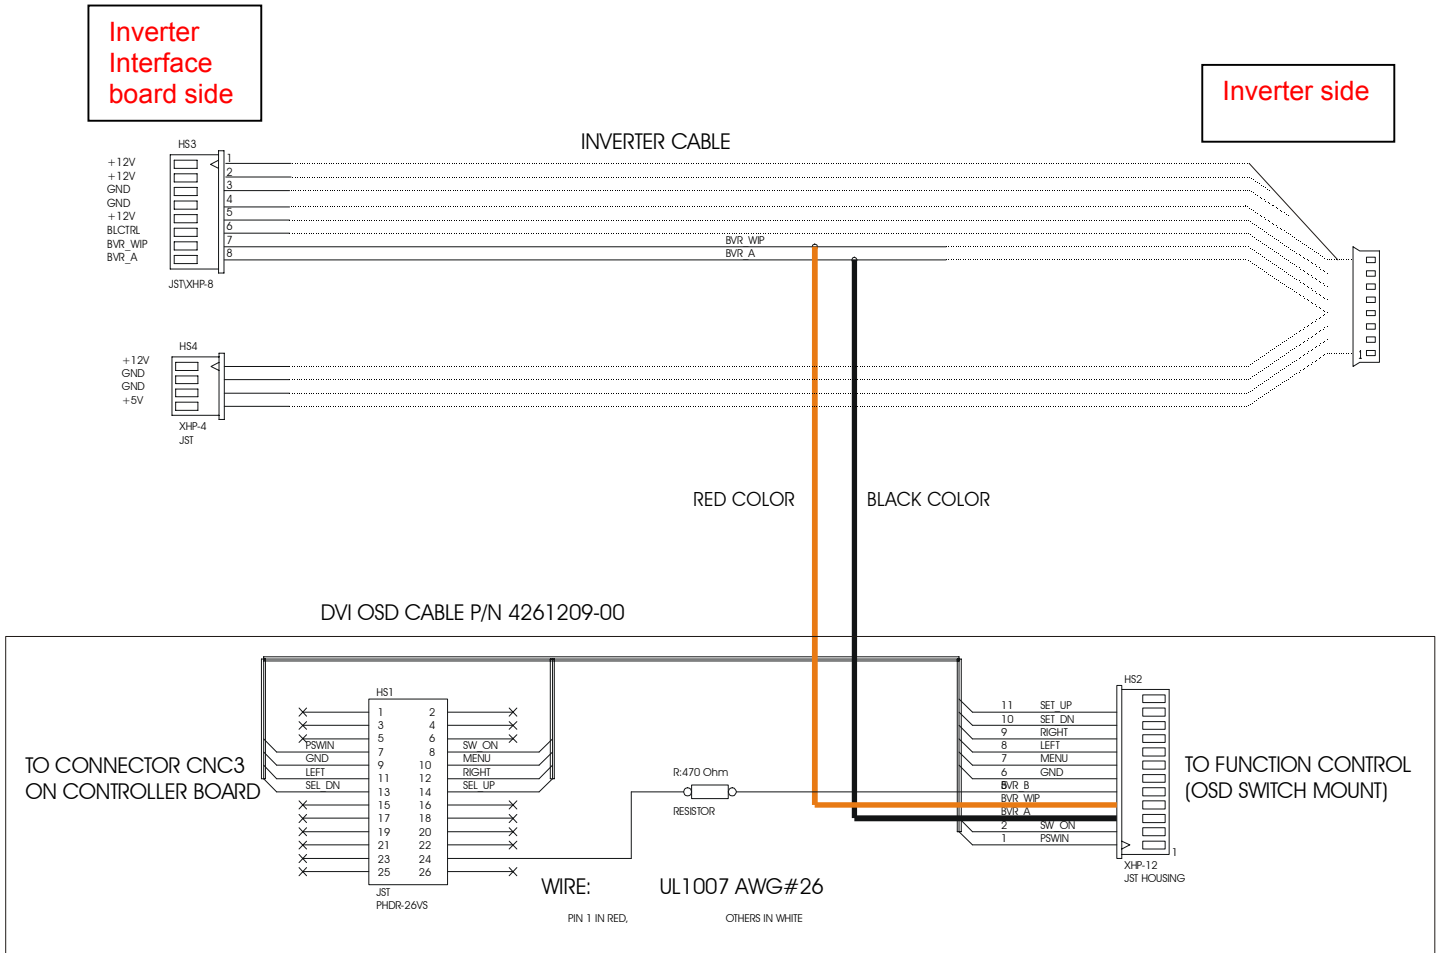 Inverter
Interface
board side
Inverter side
INVERTER CABLE
HS3
+12V 1
+12V 2
GND 3
GND 4
+12V 5
BLCTRL 6
BVR_WIP 7 BVR_WIP
BVR_A 8 BVR_A
JST\XHP-8
1
HS4
+12V
GND
GND
+5V
XHP-4
JST
RED COLOR
BLACK COLOR
DVI OSD CABLE P/N 4261209-00
HS1
1 2
3 4
5 6
PSWIN 7 8 SW_ON
GND 9 10 MENU
LEFT 11 12 RIGHT
SEL_DN 13 14 SEL_UP
15 16
17 18
19 20
21 22
23 24
25 26
JST
PHDR-26VS
TO CONNECTOR CNC3
ON CONTROLLER BOARD
R:470 Ohm
RESISTOR
HS2
11 SET_UP
10 SET_DN
9 RIGHT
8 LEFT
7 MENU
6 GND
BVR_B
BVR_WIP
BVR_A
2 SW_ON
1 PSWIN
1
XHP-12
JST HOUSING
TO FUNCTION CONTROL
(OSD SWITCH MOUNT)
WIRE: UL1007 AWG#26
PIN 1 IN RED, OTHERS IN WHITE